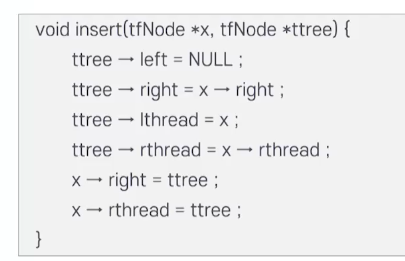 void insert(tfNode *x, tfNode *ttree) {
ttree → left = NULL ;
ttree → right = x → right ;
ttree → lthread = x ;
ttree → rthread = x → rthread ;
x → right = ttree ;
x → rthread = ttree ;
}